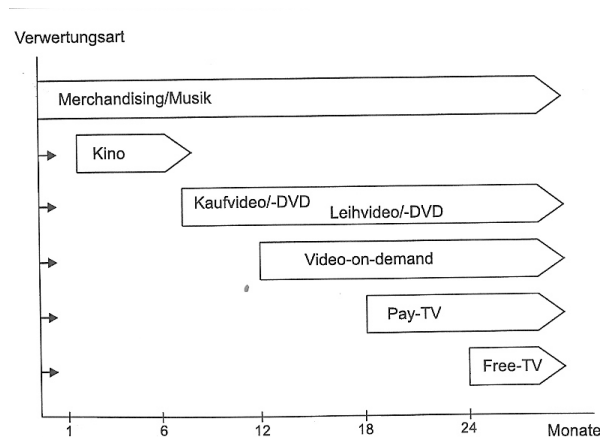 Verwertungsart
Merchandising/Musik
Kino
Kaufvideo/-DVD
Leihvideo/-DVD
Video-on-demand
Pay-TV
Free-TV
1 6 12 18 24 Monate